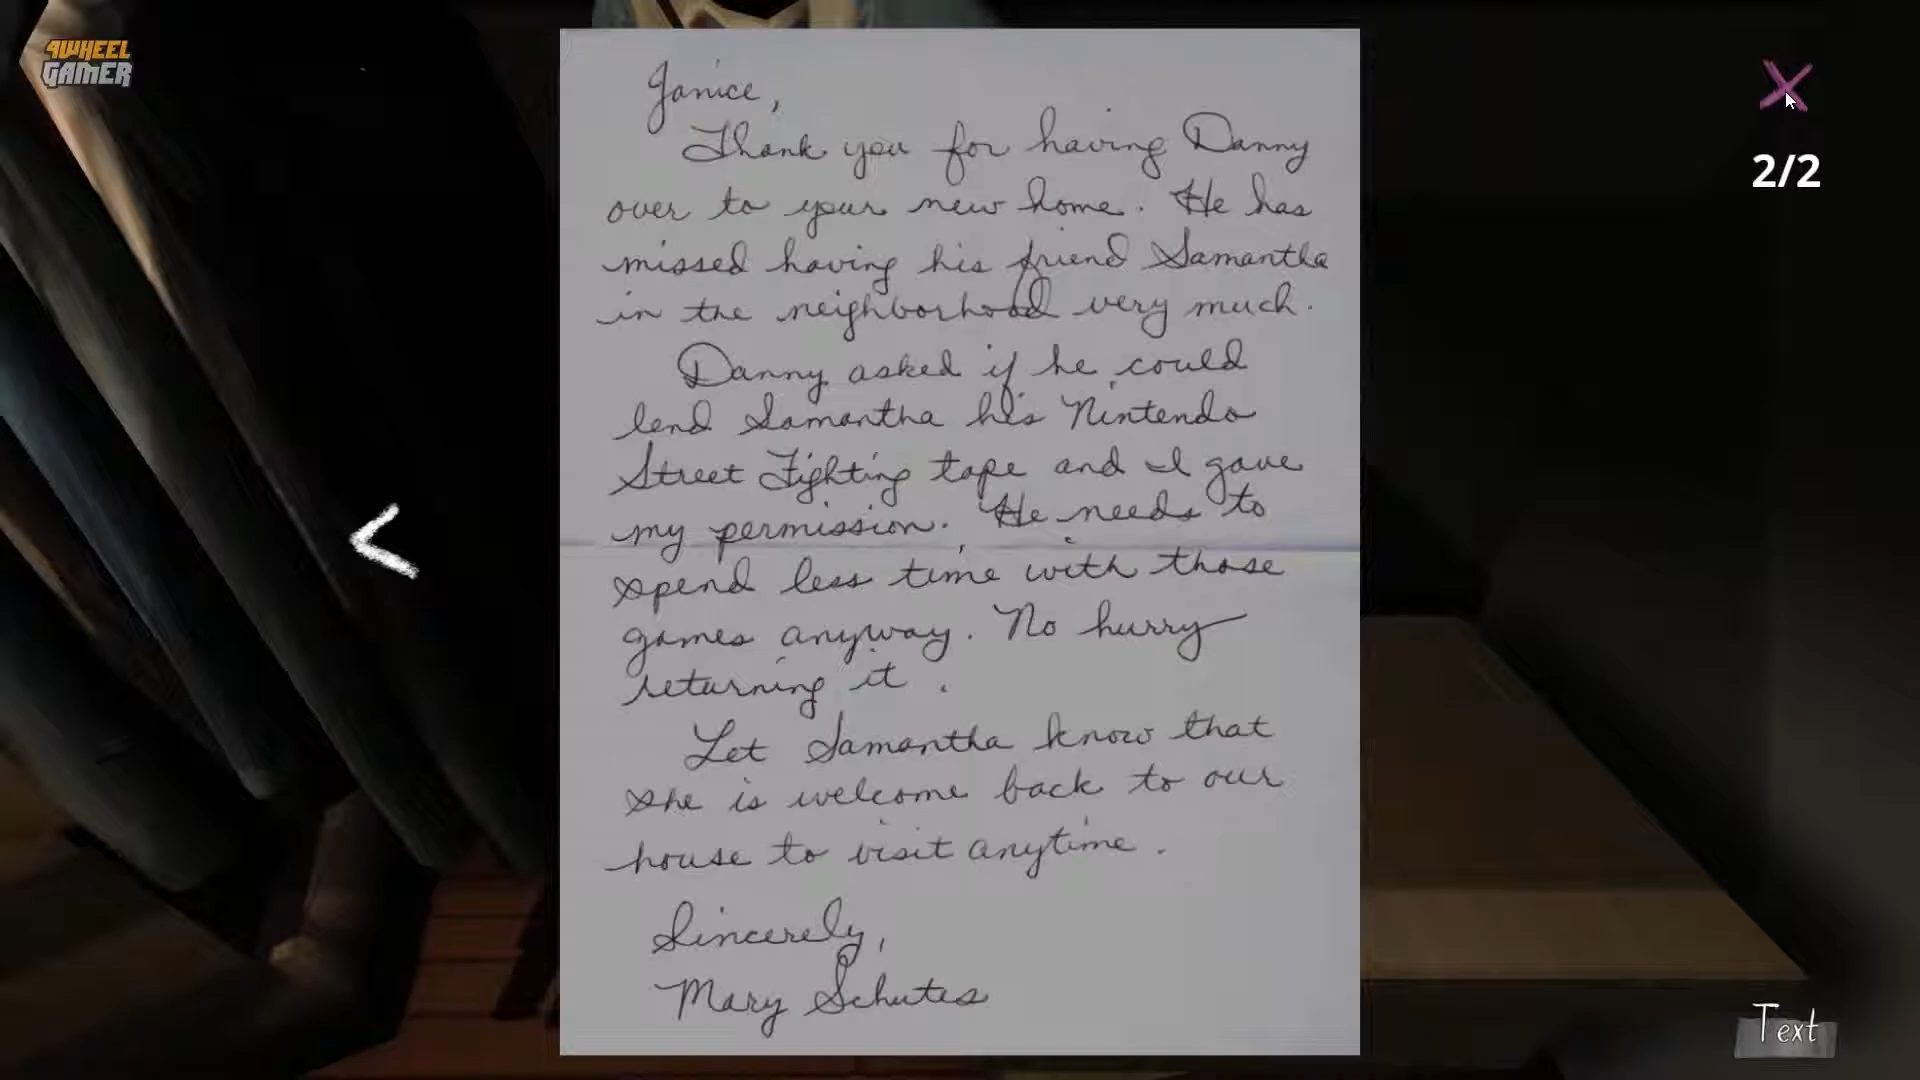 4WHEEL
GAMER
2/2
Janice,
Thank you for having Danny
over to your new home. He has
missed having his friend Samantha
in the neighborhood very much.
Danny asked if he could
lend Samantha his Nintendo
Street Fighting tape and I gave
my permission. He needs to
spend less time with those
games anyway. No hurry
returning it.
Let Samantha know that
she is welcome back to our
house to visit anytime.
Sincerely,
Mary Schutes
Text